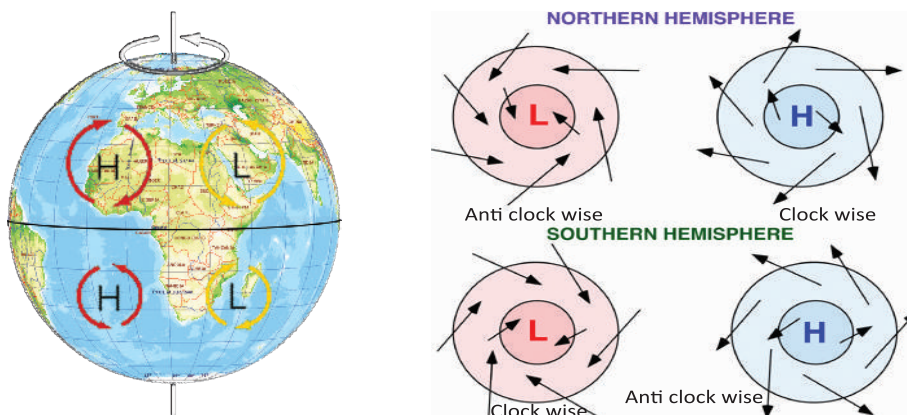 H
L
H
L
NORTHERN HEMISPHERE
L
H
Anti clock wise
Clock wise
SOUTHERN HEMISPHERE
L
H
Clock wise
Anti clock wise